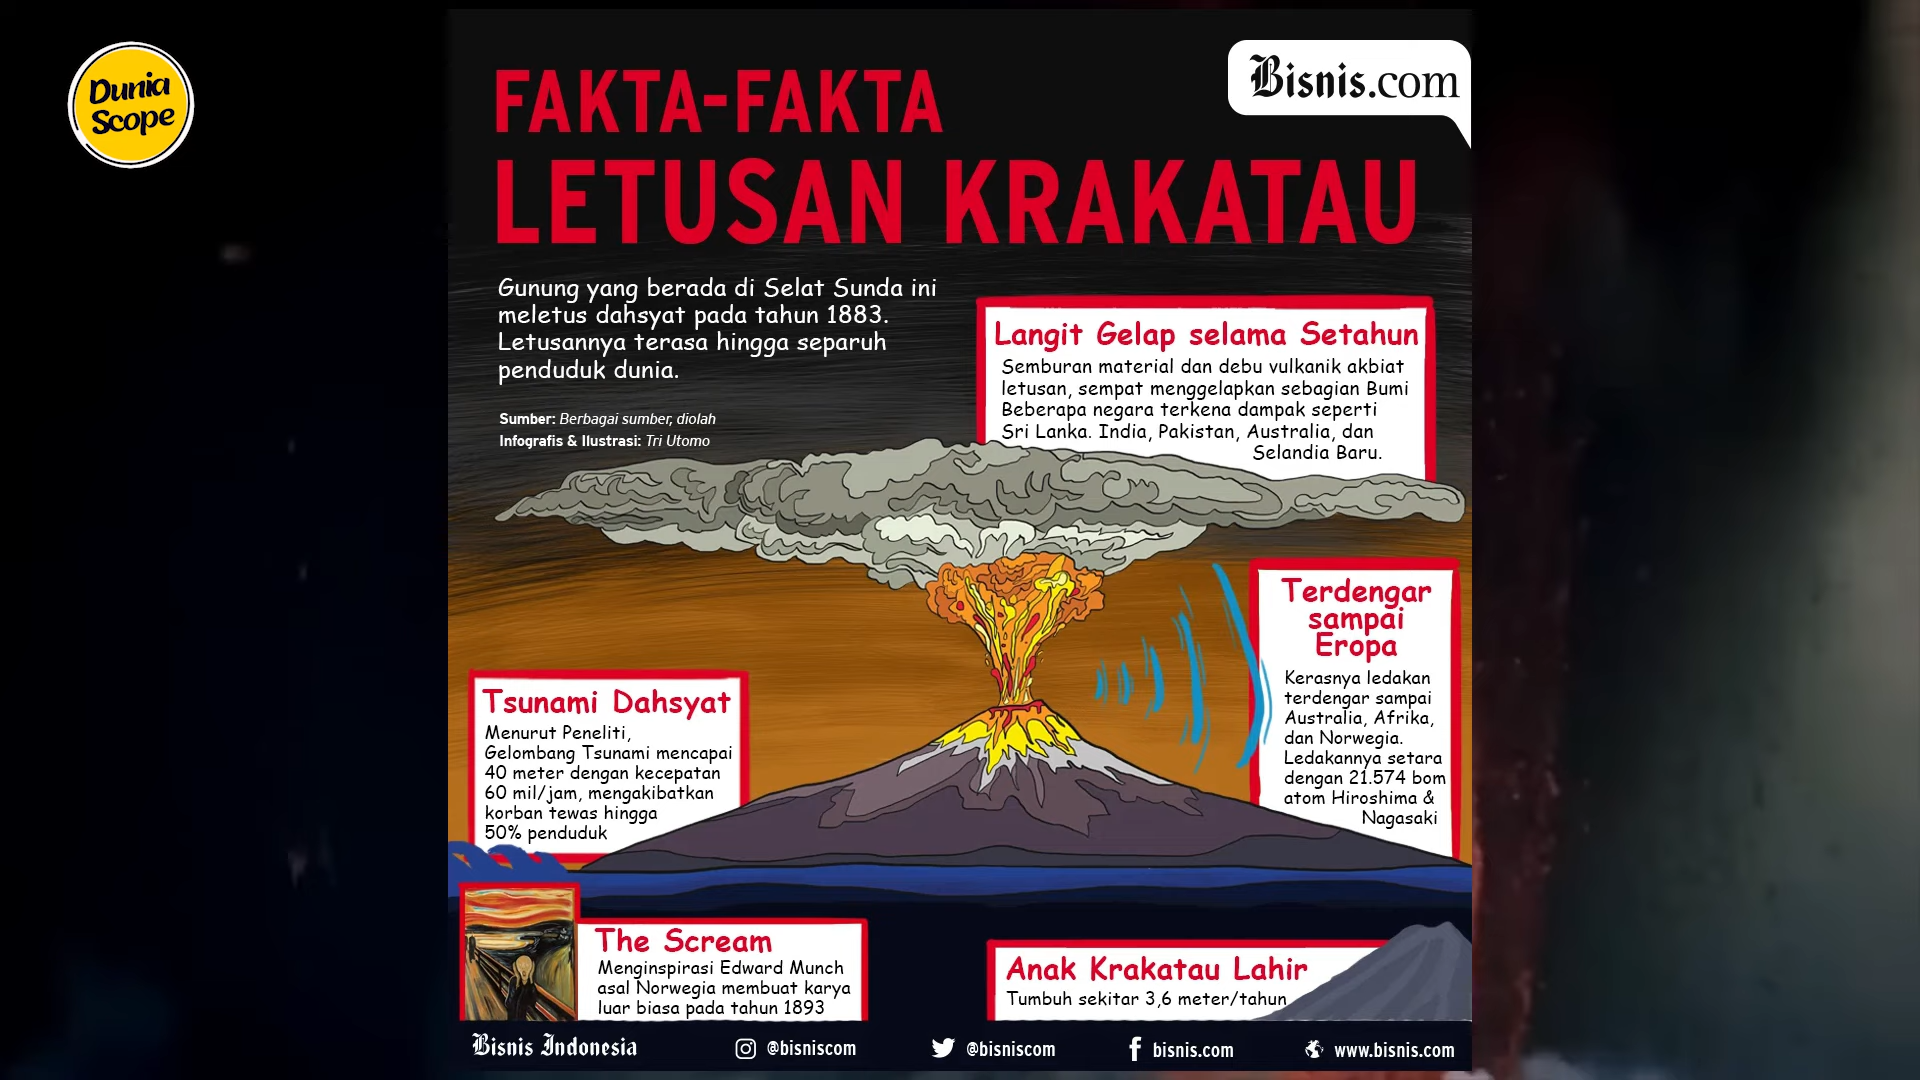 Dunia
Scope
Bisnis.com
FAKTA-FAKTA
LETUSAN KRAKATAU
Gunung yang berada di Selat Sunda ini
meletus dahsyat pada tahun 1883.
Letusannya terasa hingga separuh
penduduk dunia.
Sumber: Berbagai sumber, diolah
Infografis & Ilustrasi: Tri Utomo
Langit Gelap selama Setahun
Semburan material dan debu vulkanik akbiat
letusan, sempat menggelapkan sebagian Bumi
Beberapa negara terkena dampak seperti
Sri Lanka. India, Pakistan, Australia, dan
Selandia Baru.
Terdengar
sampai
Eropa
Kerasnya ledakan
terdengar sampai
Australia, Afrika,
dan Norwegia.
Ledakannya setara
dengan 21.574 bom
atom Hiroshima &
Nagasaki
Tsunami Dahsyat
Menurut Peneliti,
Gelombang Tsunami mencapai
40 meter dengan kecepatan
60 mil/jam, mengakibatkan
korban tewas hingga
50% penduduk
The Scream
Menginspirasi Edward Munch
asal Norwegia membuat karya
luar biasa pada tahun 1893
Anak Krakatau Lahir
Tumbuh sekitar 3,6 meter/tahun
Bisnis Indonesia
@bisniscom
@bisniscom
bisnis.com
www.bisnis.com